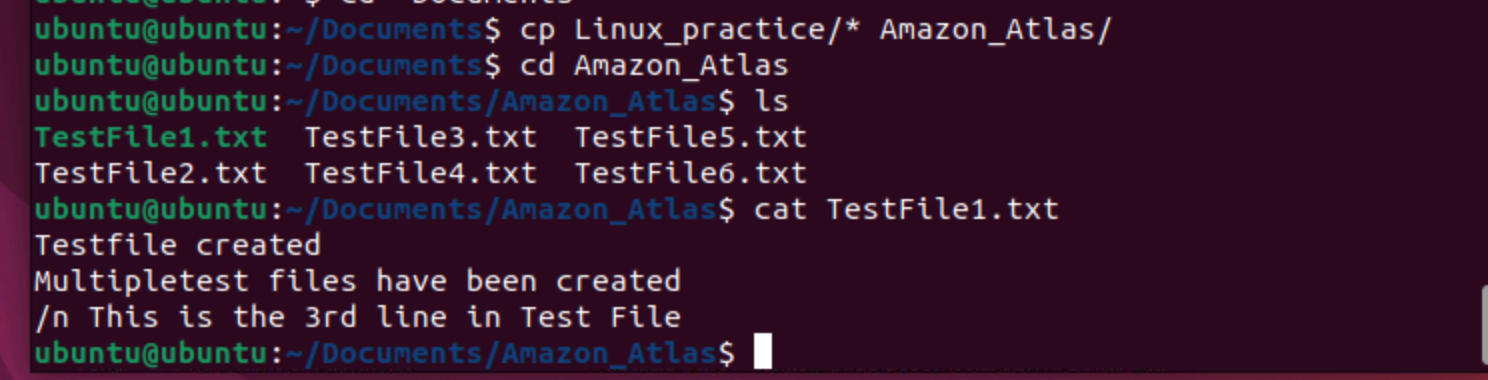 ubuntu@ubuntu:~/Documents$ cp Linux_practice/* Amazon_Atlas/
ubuntu@ubuntu:~/Documents$ cd Amazon_Atlas
ubuntu@ubuntu:~/Documents/Amazon_Atlas$ ls
TestFile1.txt  TestFile3.txt  TestFile5.txt
TestFile2.txt  TestFile4.txt  TestFile6.txt
ubuntu@ubuntu:~/Documents/Amazon_Atlas$ cat TestFile1.txt
Testfile created
Multipletest files have been created
/n This is the 3rd line in Test File
ubuntu@ubuntu:~/Documents/Amazon_Atlas$